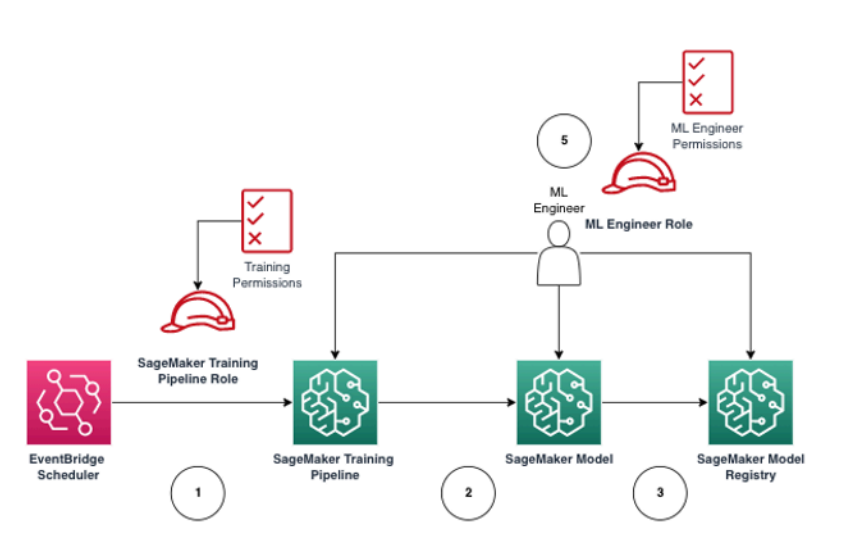 ML Engineer
Permissions
5
ML
Engineer
ML Engineer Role
Training
Permissions
SageMaker Training
Pipeline Role
EventBridge
Scheduler
SageMaker Training
Pipeline
SageMaker Model
SageMaker Model
Registry
1
2
3